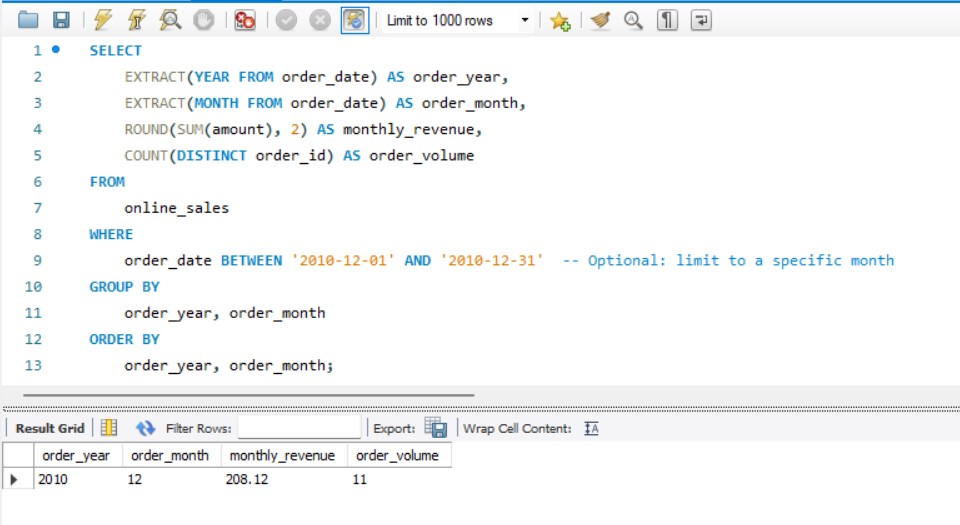 Limit to 1000 rows
1 SELECT
2 EXTRACT(YEAR FROM order_date) AS order_year,
3 EXTRACT(MONTH FROM order_date) AS order_month,
4 ROUND(SUM(amount), 2) AS monthly_revenue,
5 COUNT(DISTINCT order_id) AS order_volume
6 FROM
7 online_sales
8 WHERE
9 order_date BETWEEN '2010-12-01' AND '2010-12-31' -- Optional: limit to a specific month
10 GROUP BY
11 order_year, order_month
12 ORDER BY
13 order_year, order_month;
Result Grid Filter Rows: Export: Wrap Cell Content:
order_year order_month monthly_revenue order_volume
2010 12 208.12 11